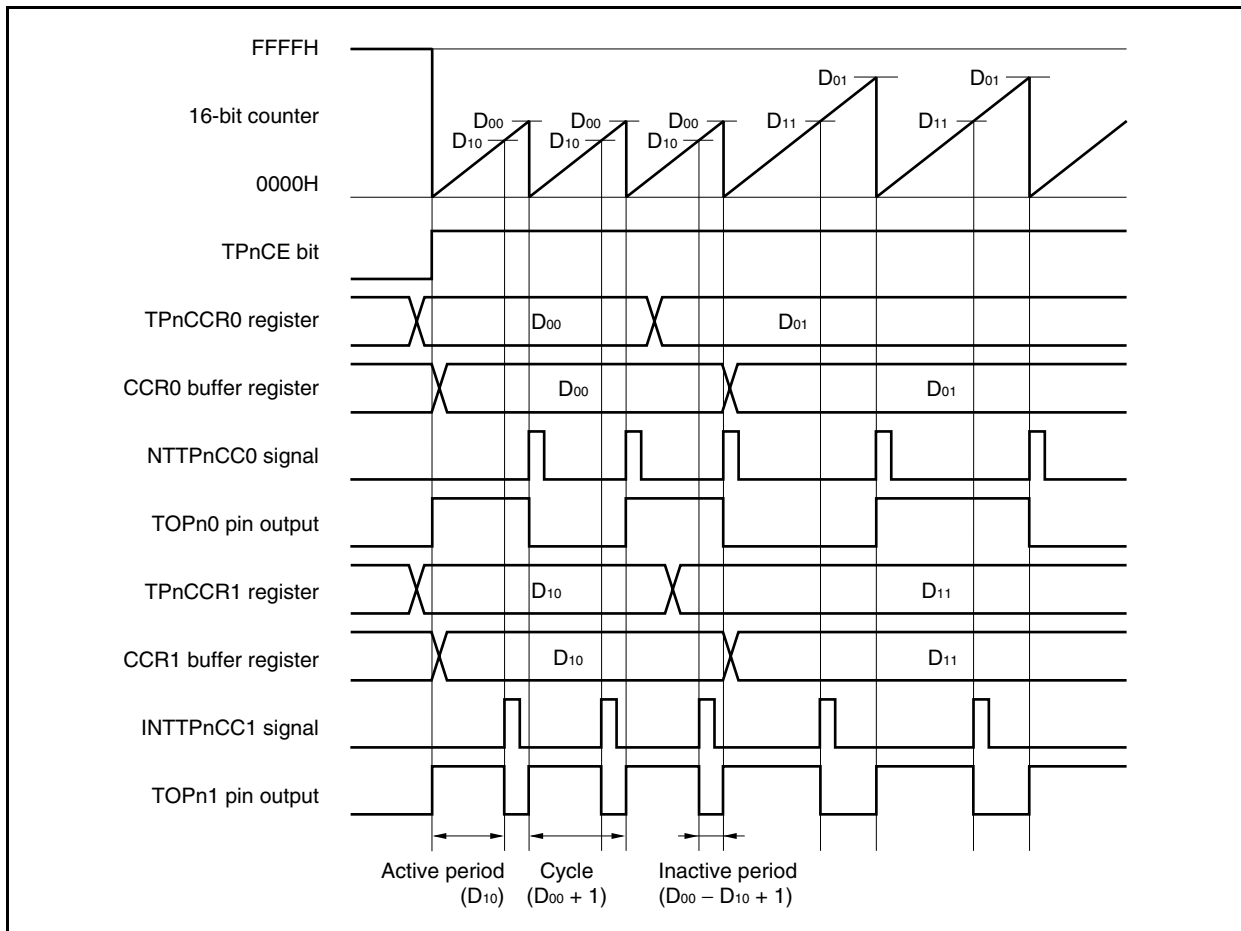 FFFFH
16-bit counter
0000H
D01 D01
D00 D00 D00 D11 D11
D10 D10 D10
TPnCE bit
TPnCCR0 register D00 D01
CCR0 buffer register D00 D01
NTTPnCC0 signal
TOPn0 pin output
TPnCCR1 register D10 D11
CCR1 buffer register D10 D11
INTTPnCC1 signal
TOPn1 pin output
Active period
(D10)
Cycle
(D00 + 1)
Inactive period
(D00 − D10 + 1)